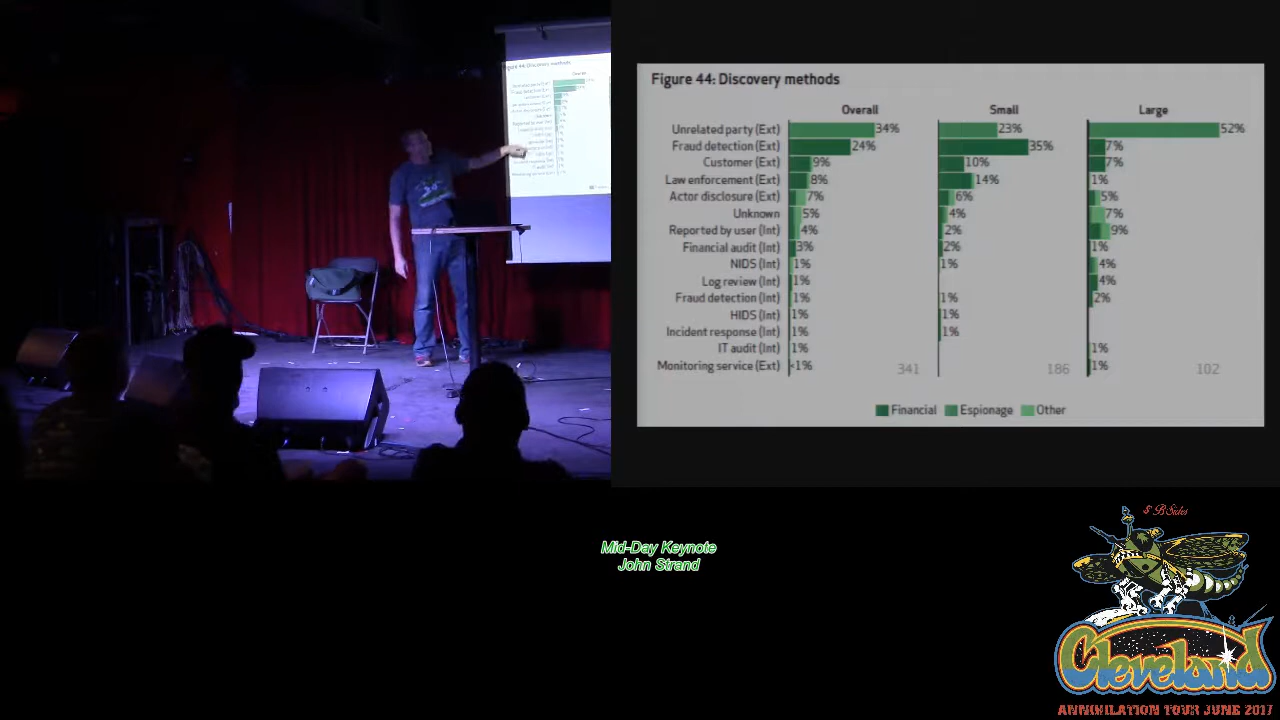 Figure 44: Discovery methods
Overall Small Large
Unrelated party (Ext) 34% 23% 52%
Fraud detection (Ext) 24% 35% 7%
Customer (Ext) 9% 10% 7%
Law enforcement (Ext) 8% 14% 1%
Actor disclosure (Ext) 7% 6% 5%
Unknown 5% 4% 7%
Reported by user (Int) 4% 2% 9%
Financial audit (Int) 3% 2% 1%
NIDS (Int) 1% 1% 4%
Log review (Int) 1% 4%
Fraud detection (Int) 1% 1% 2%
HIDS (Int) 1% 1%
Incident response (Int) 1% 1%
IT audit (Int) 1% 1%
Monitoring service (Ext) <1% 1%
341 186 102
Financial Espionage Other
Mid-Day Keynote
John Strand
$ BSides
Cleveland
ANNIHILATION TOUR JUNE 2017